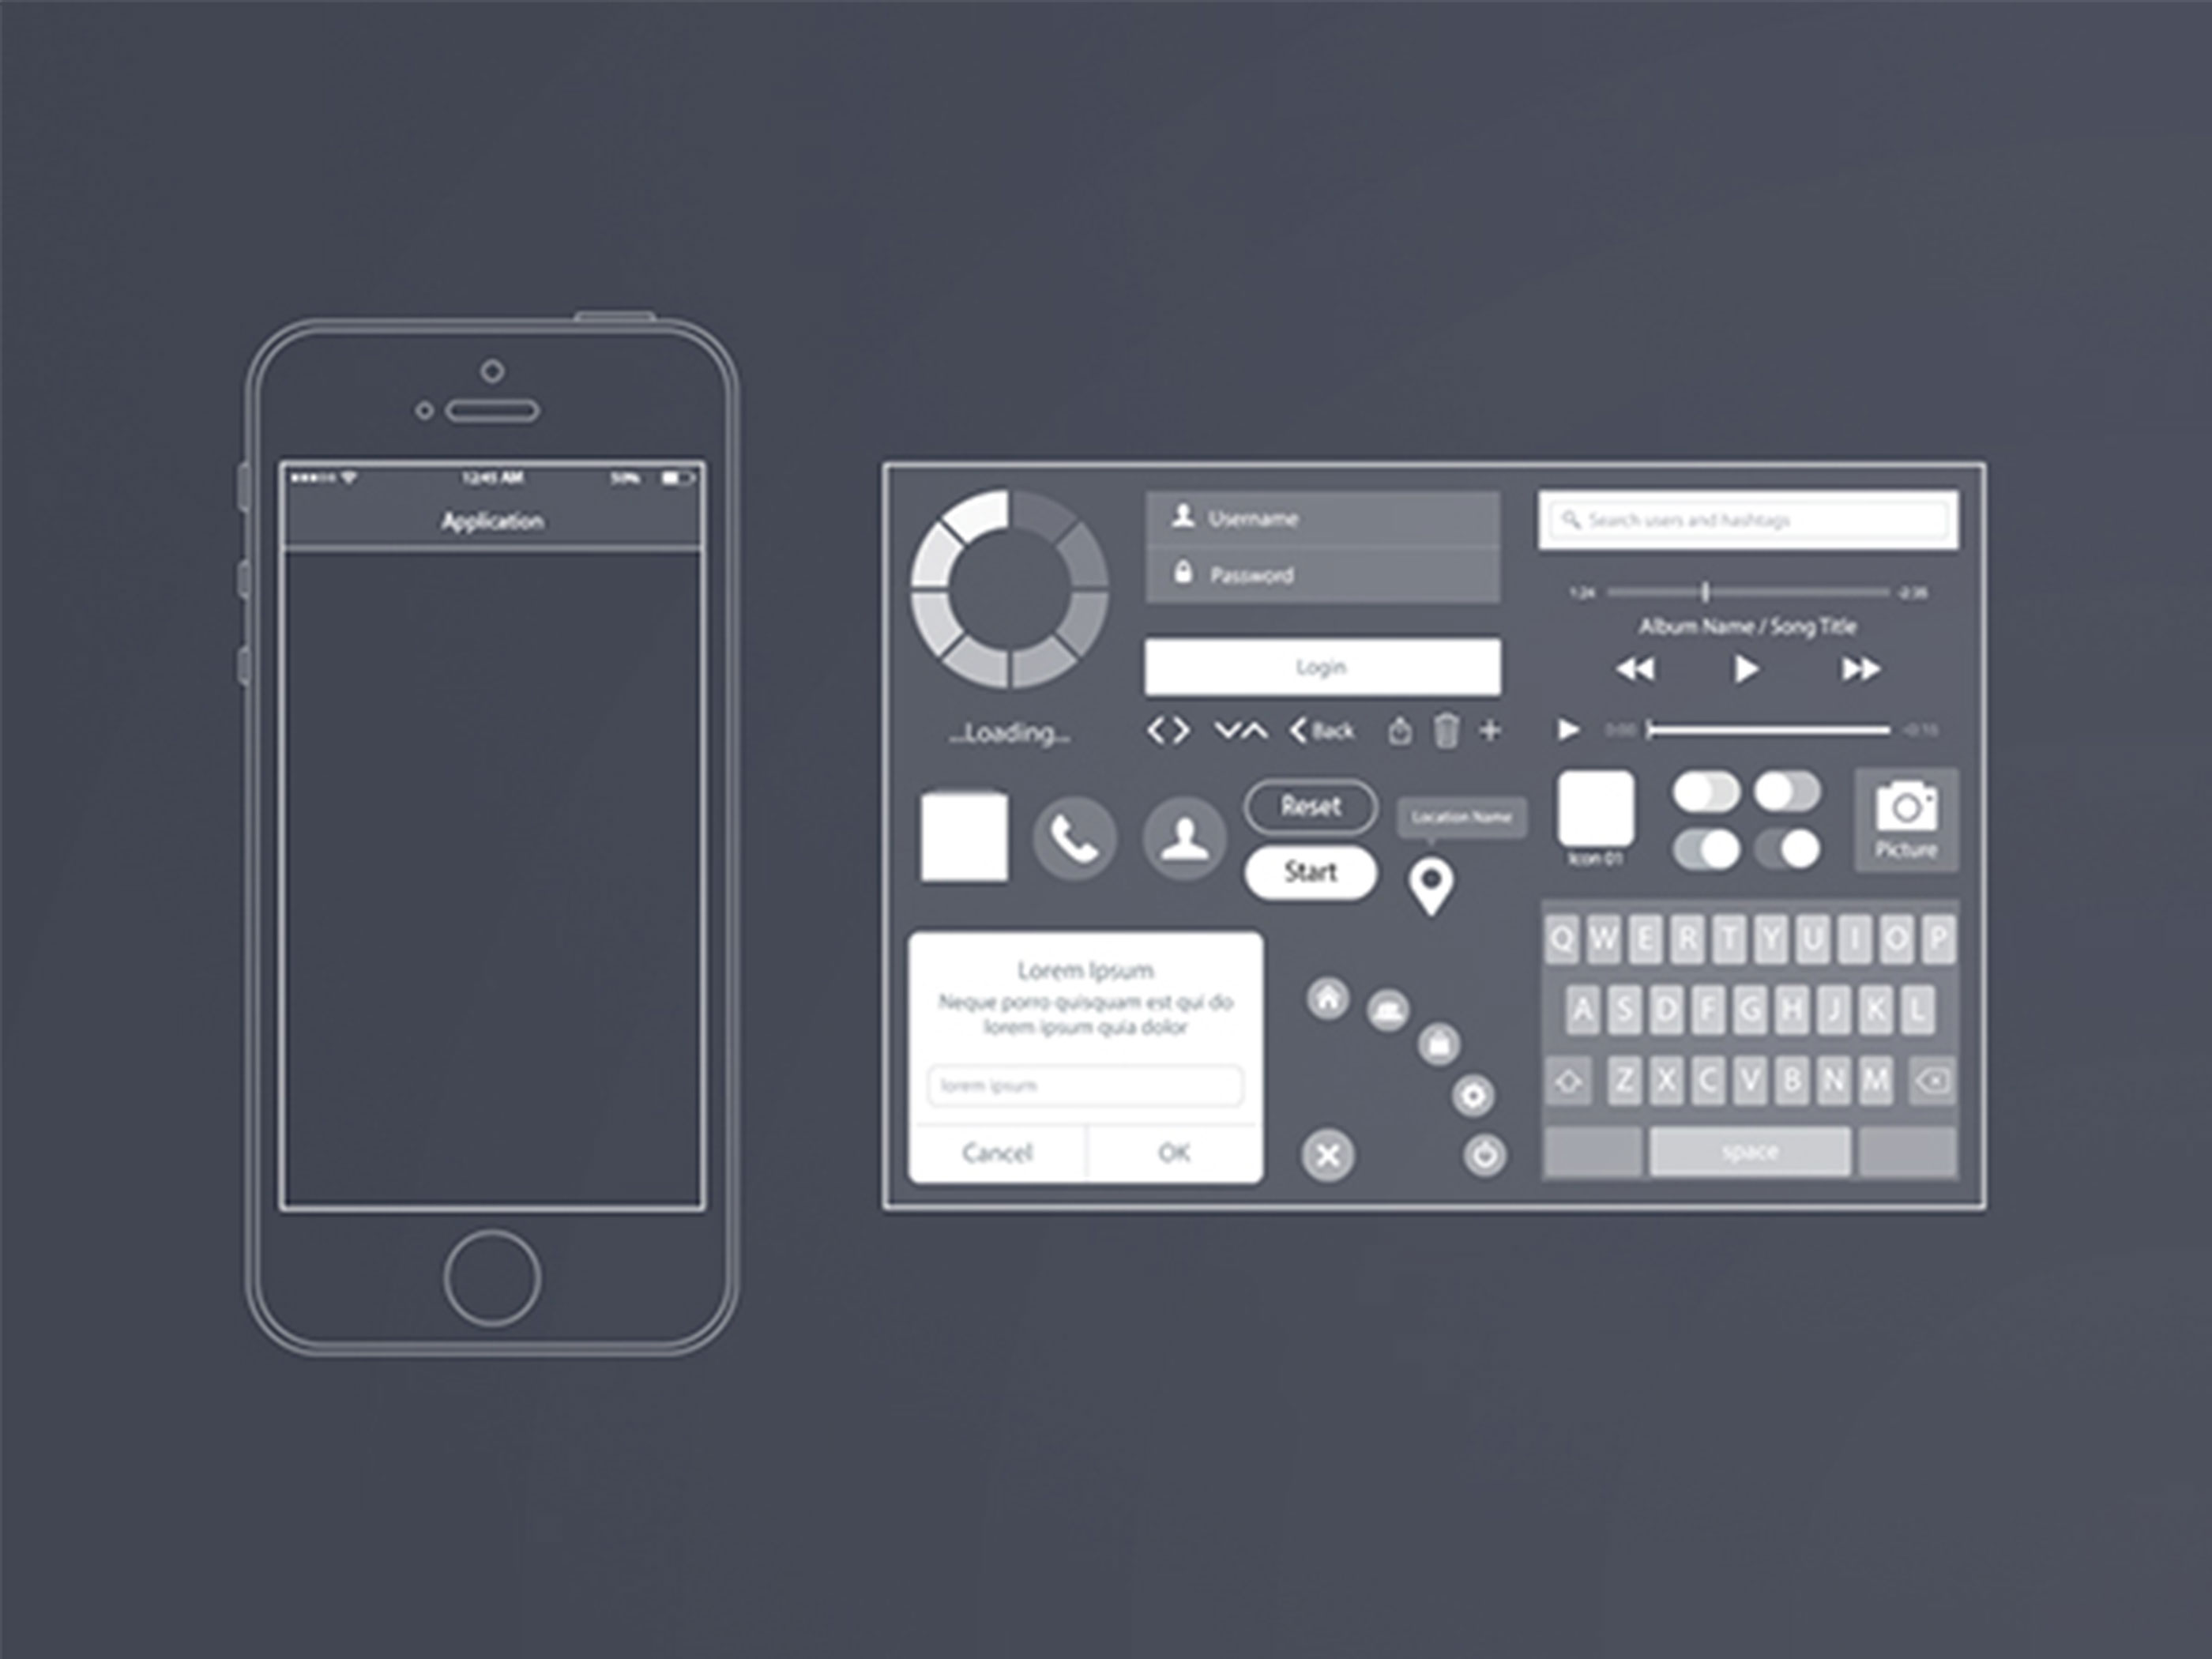 12:45 AM
50%
Application
...Loading...
Username
Password
Login
Back
Search users and hashtags
1:24
-2:36
Album Name / Song Title
0:00
Reset
Start
Location Name
Icon 01
Picture
Lorem Ipsum
Neque porro quisquam est qui do
lorem ipsum quia dolor
lorem ipsum
Cancel
OK
Q W E R T Y U I O P
A S D F G H J K L
Z X C V B N M
space